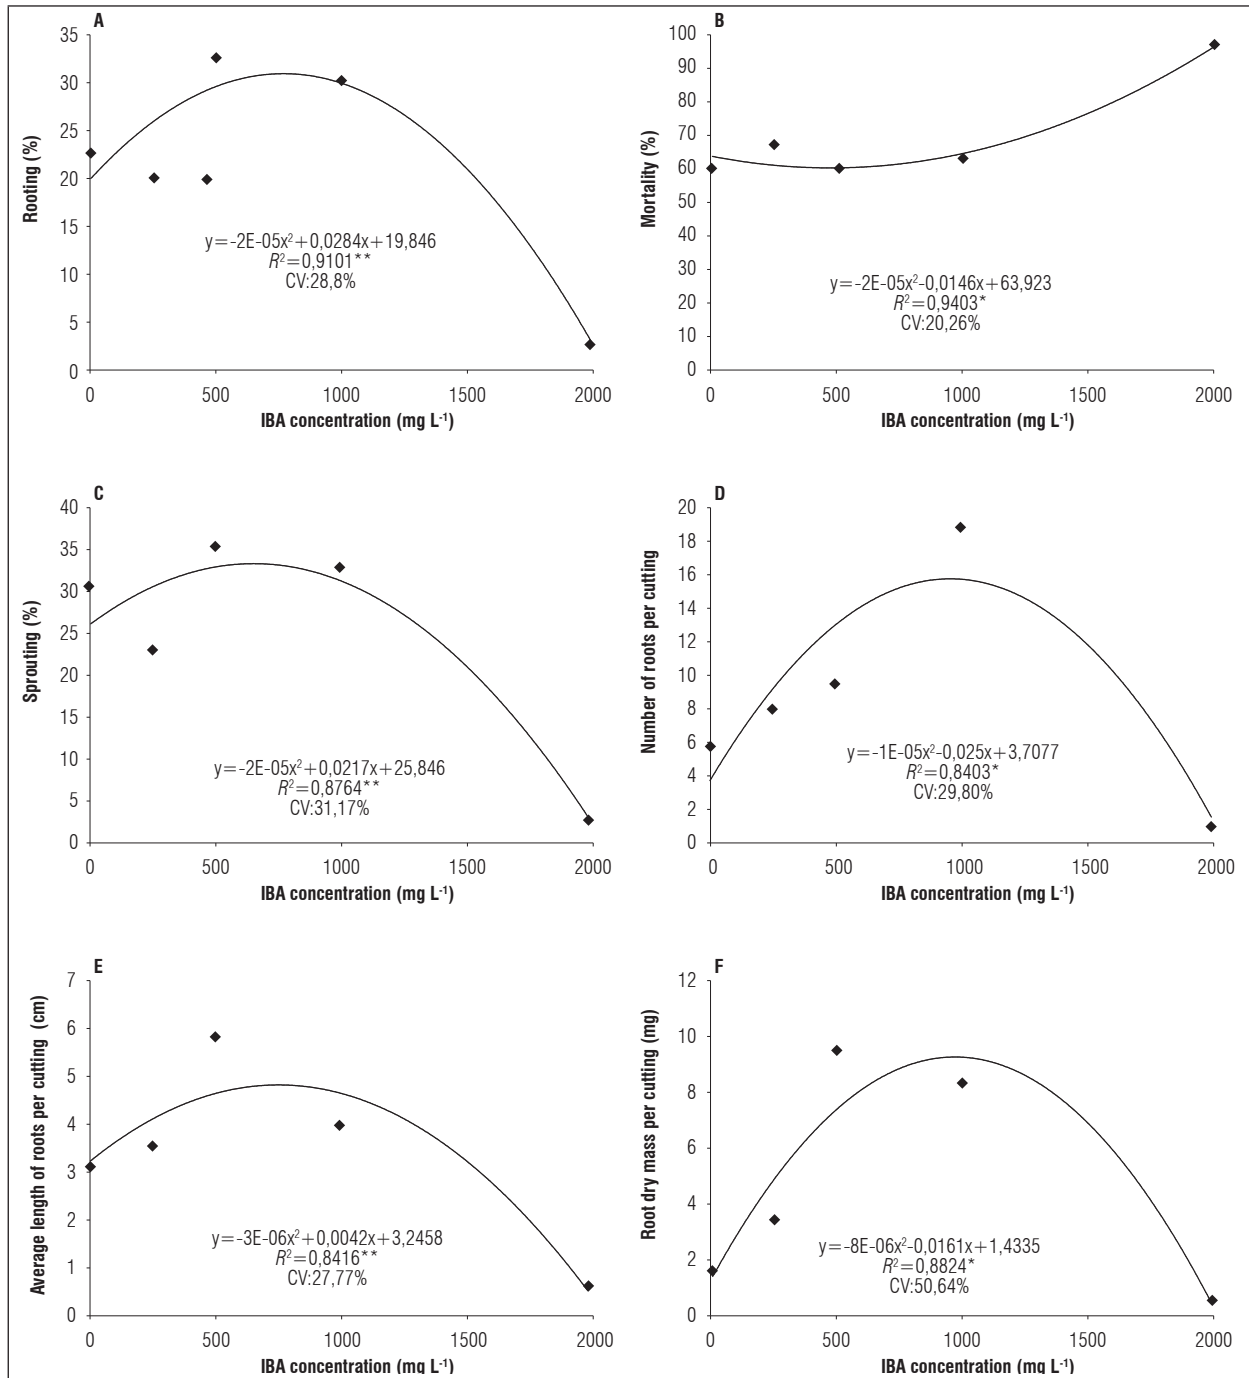 A
35
30
25
20
15
10
5
0
Rooting (%)
y=-2E-05x²+0,0284x+19,846
R²=0,9101**
CV:28,8%
0 500 1000 1500 2000
IBA concentration (mg L⁻¹)
B
100
90
80
70
60
50
40
30
20
10
0
Mortality (%)
y=-2E-05x²-0,0146x+63,923
R²=0,9403*
CV:20,26%
0 500 1000 1500 2000
IBA concentration (mg L⁻¹)
C
40
35
30
25
20
15
10
5
0
Sprouting (%)
y=-2E-05x²+0,0217x+25,846
R²=0,8764**
CV:31,17%
0 500 1000 1500 2000
IBA concentration (mg L⁻¹)
D
20
18
16
14
12
10
8
6
4
2
0
Number of roots per cutting
y=-1E-05x²-0,025x+3,7077
R²=0,8403*
CV:29,80%
0 500 1000 1500 2000
IBA concentration (mg L⁻¹)
E
7
6
5
4
3
2
1
0
Average length of roots per cutting (cm)
y=-3E-06x²+0,0042x+3,2458
R²=0,8416**
CV:27,77%
0 500 1000 1500 2000
IBA concentration (mg L⁻¹)
F
12
10
8
6
4
2
0
Root dry mass per cutting (mg)
y=-8E-06x²-0,0161x+1,4335
R²=0,8824*
CV:50,64%
0 500 1000 1500 2000
IBA concentration (mg L⁻¹)